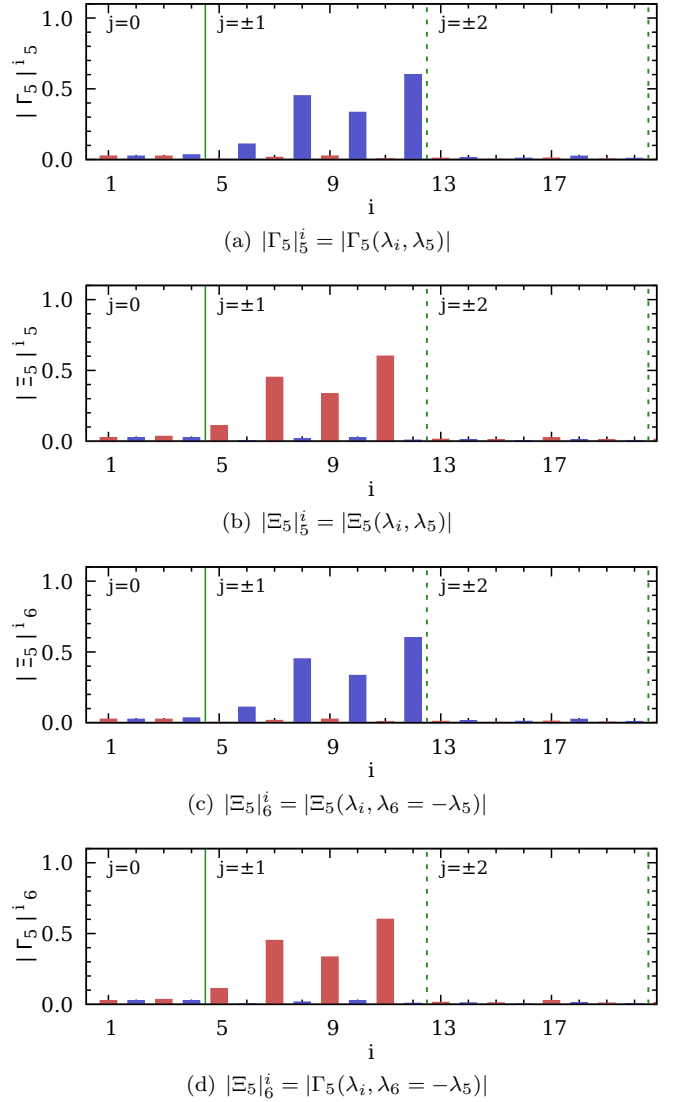 1.0
j=0
j=±1
j=±2
0.5
0.0
| Γ₅ |ⁱ₅
1
5
9
13
17
i
(a) |Γ₅|ⁱ₅ = |Γ₅(λᵢ, λ₅)|
1.0
j=0
j=±1
j=±2
0.5
0.0
| Ξ₅ |ⁱ₅
1
5
9
13
17
i
(b) |Ξ₅|ⁱ₅ = |Ξ₅(λᵢ, λ₅)|
1.0
j=0
j=±1
j=±2
0.5
0.0
| Ξ₅ |ⁱ₆
1
5
9
13
17
i
(c) |Ξ₅|ⁱ₆ = |Ξ₅(λᵢ, λ₆ = −λ₅)|
1.0
j=0
j=±1
j=±2
0.5
0.0
| Γ₅ |ⁱ₆
1
5
9
13
17
i
(d) |Ξ₅|ⁱ₆ = |Γ₅(λᵢ, λ₆ = −λ₅)|